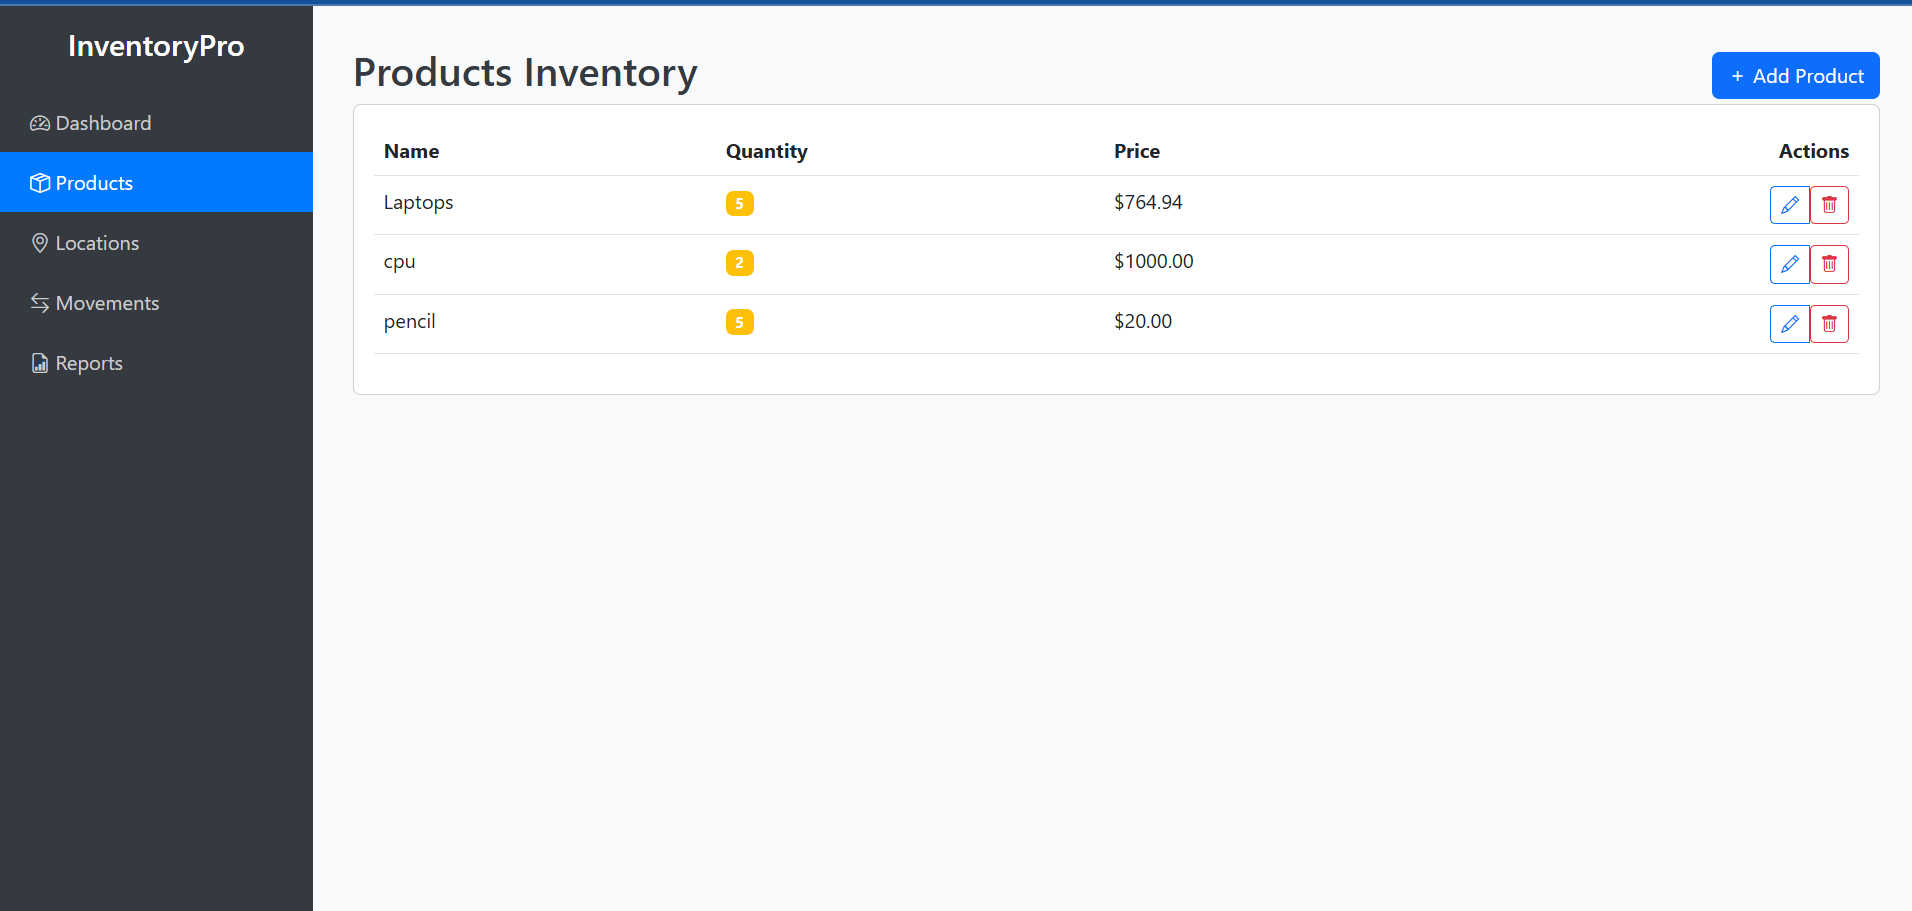 InventoryPro
Dashboard
Products
Locations
Movements
Reports
Products Inventory
+ Add Product
Name Quantity Price Actions
Laptops 5 $764.94
cpu 2 $1000.00
pencil 5 $20.00